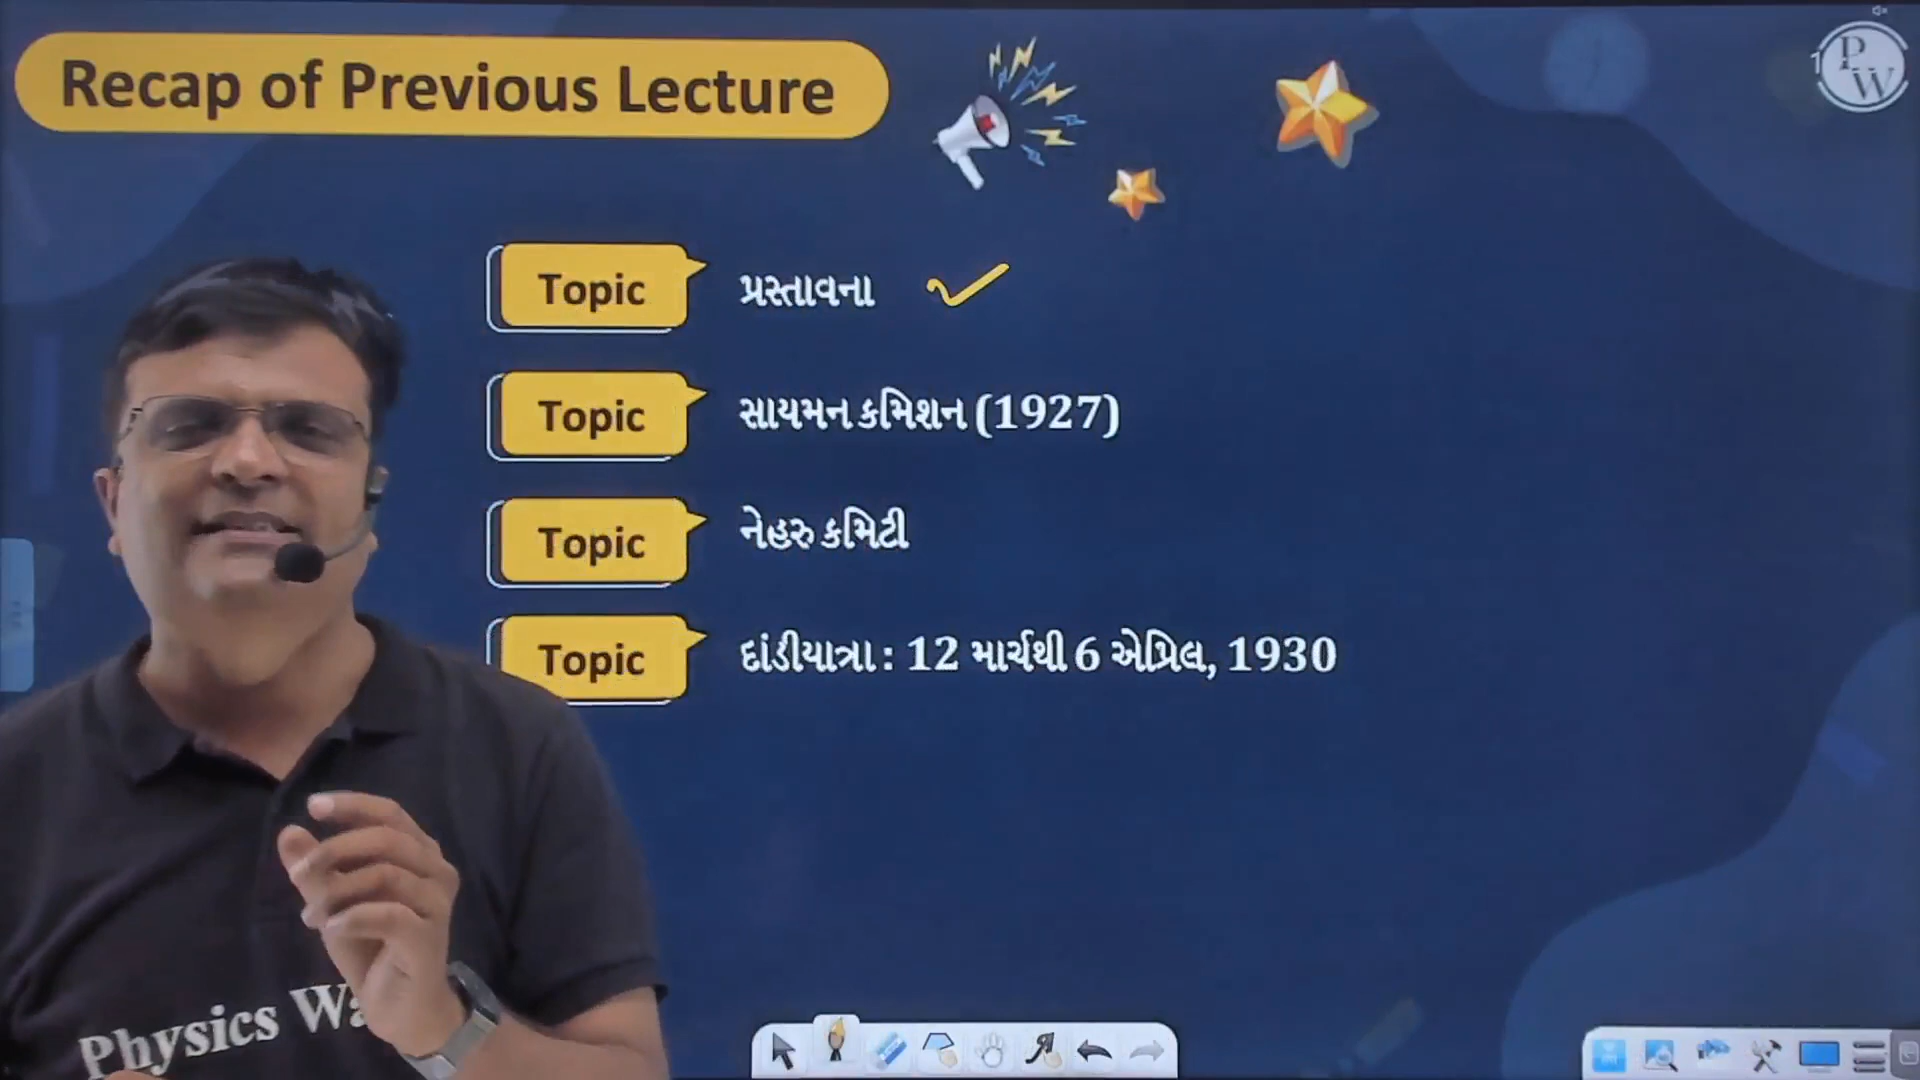 Recap of Previous Lecture
PW
Topic પ્રસ્તાવના
Topic સાયમન કમિશન (1927)
Topic નેહરુ કમિટી
Topic દાંડીયાત્રા : 12 માર્ચથી 6 એપ્રિલ, 1930
Physics